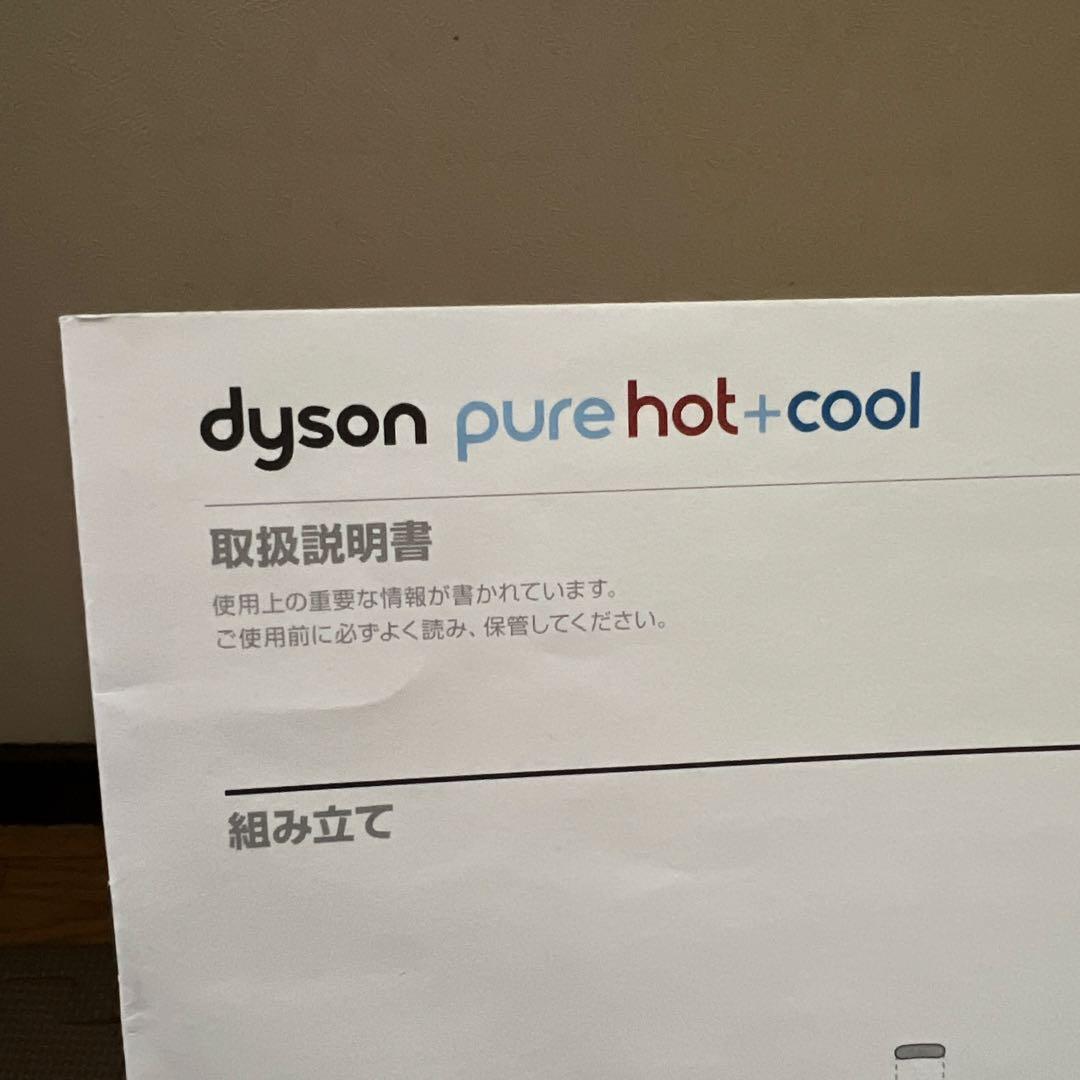 dyson pure hot+cool
取扱説明書
使用上の重要な情報が書かれています。
ご使用前に必ずよく読み、保管してください。
組み立て